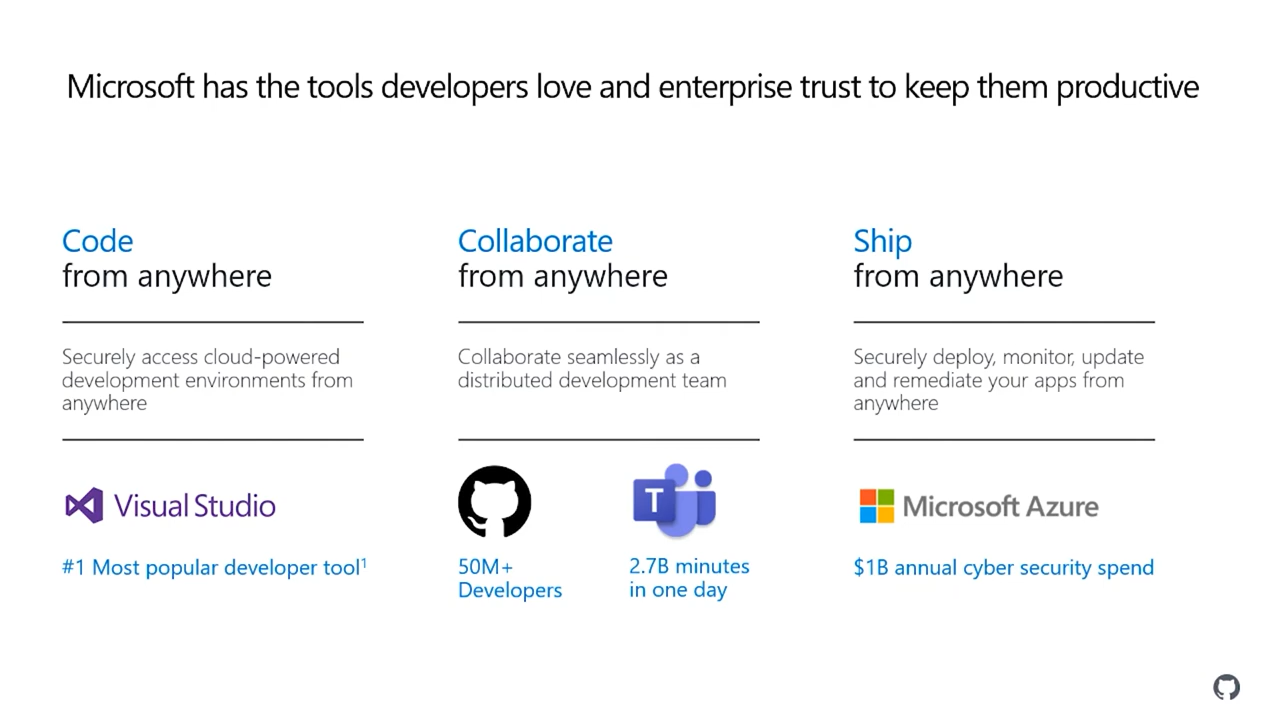 Microsoft has the tools developers love and enterprise trust to keep them productive
Code
from anywhere
Securely access cloud-powered
development environments from
anywhere
Visual Studio
#1 Most popular developer tool¹
Collaborate
from anywhere
Collaborate seamlessly as a
distributed development team
50M+
Developers
T
2.7B minutes
in one day
Ship
from anywhere
Securely deploy, monitor, update
and remediate your apps from
anywhere
Microsoft Azure
$1B annual cyber security spend